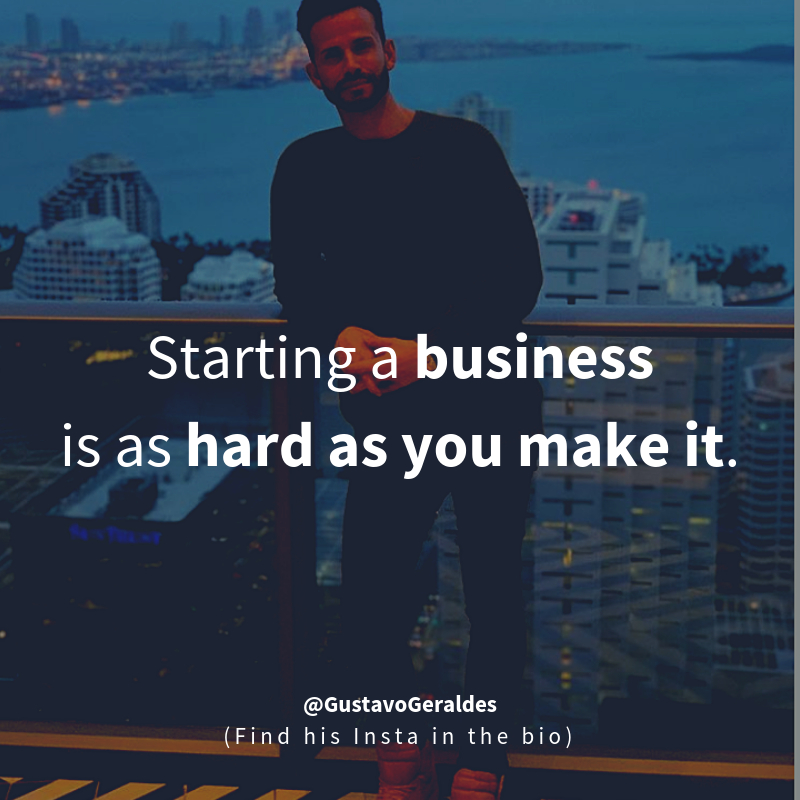 Starting a business
is as hard as you make it.
@GustavoGeraldes
(Find his Insta in the bio)